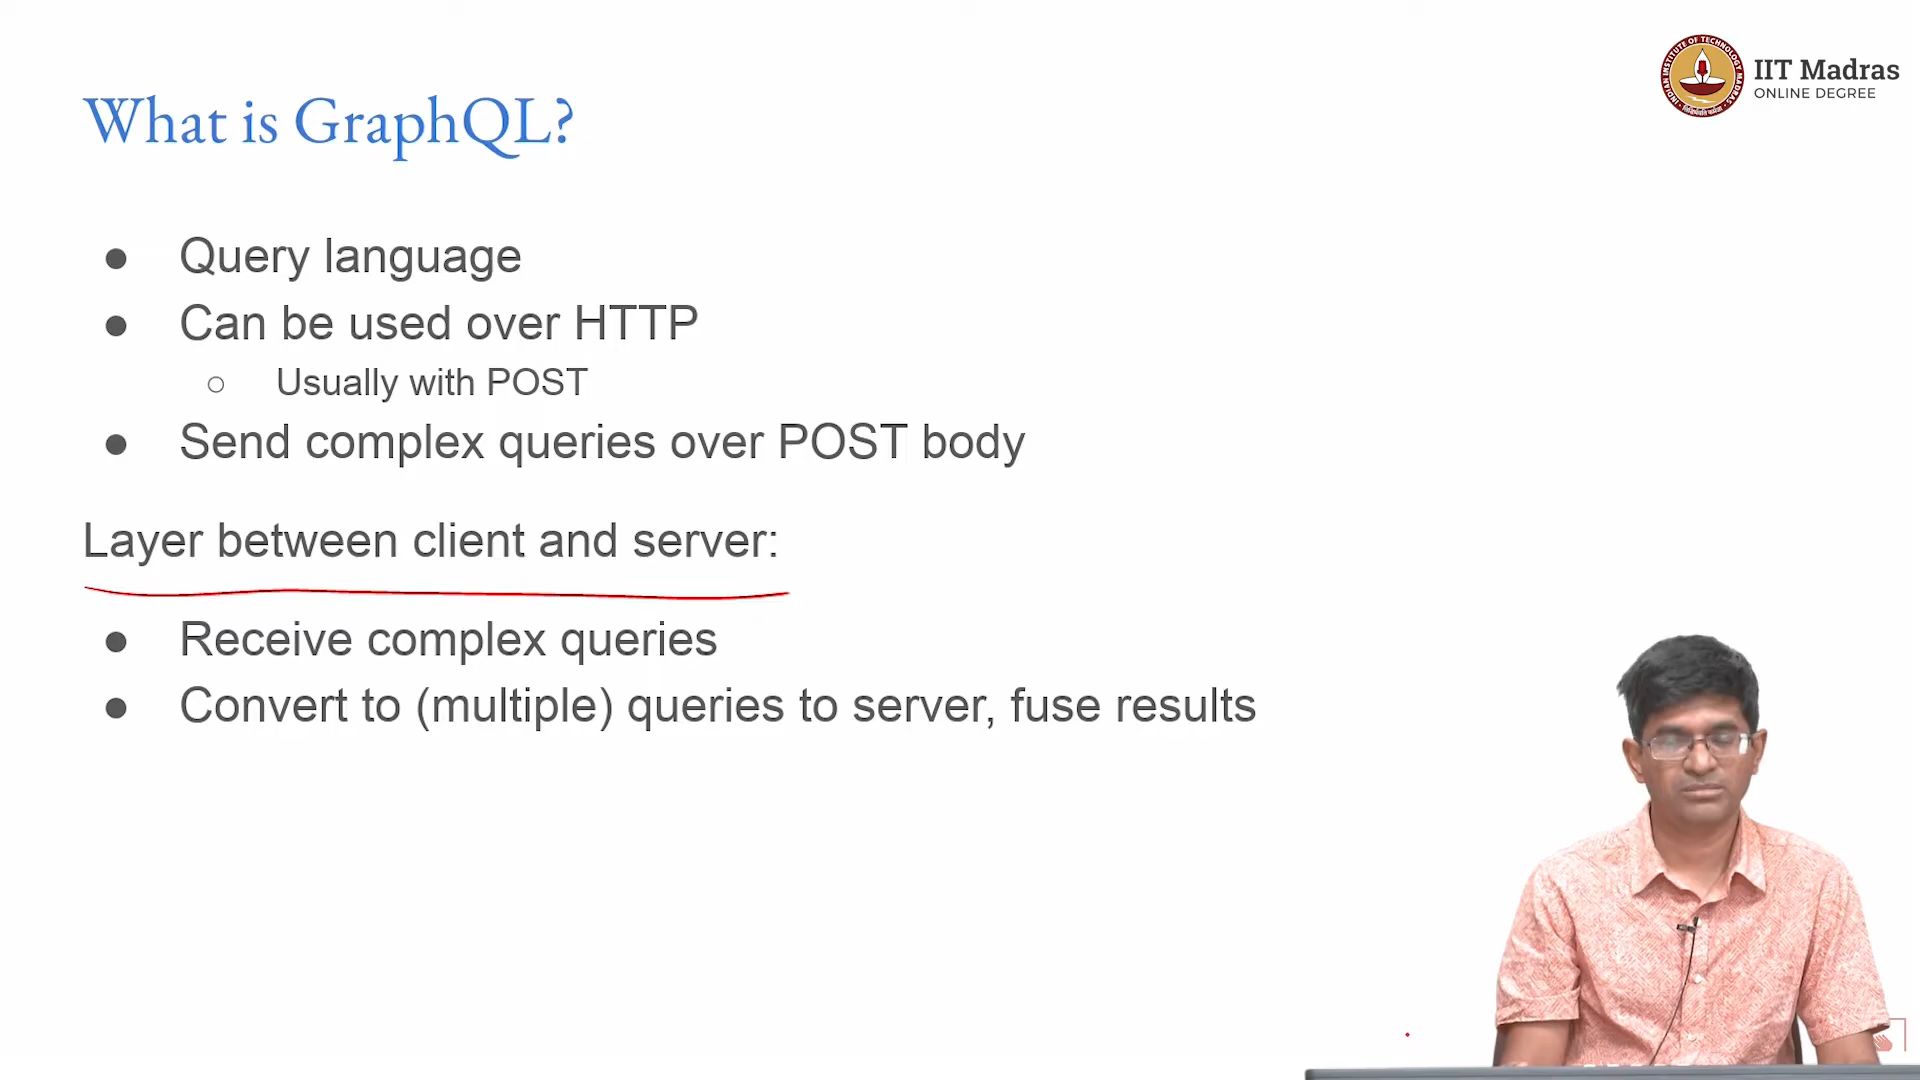 IIT Madras
ONLINE DEGREE
What is GraphQL?
● Query language
● Can be used over HTTP
○ Usually with POST
● Send complex queries over POST body
Layer between client and server:
● Receive complex queries
● Convert to (multiple) queries to server, fuse results